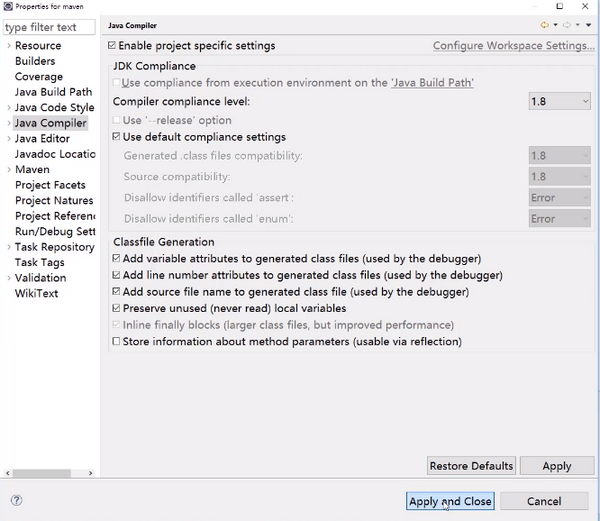 Properties for maven
type filter text
Java Compiler
Resource
Builders
Coverage
Java Build Path
Java Code Style
Java Compiler
Java Editor
Javadoc Locatio
Maven
Project Facets
Project Natures
Project Referenc
Run/Debug Sett
Task Repository
Task Tags
Validation
WikiText
Enable project specific settings
Configure Workspace Settings...
JDK Compliance
Use compliance from execution environment on the 'Java Build Path'
Compiler compliance level: 1.8
Use '--release' option
Use default compliance settings
Generated .class files compatibility: 1.8
Source compatibility: 1.8
Disallow identifiers called 'assert': Error
Disallow identifiers called 'enum': Error
Classfile Generation
Add variable attributes to generated class files (used by the debugger)
Add line number attributes to generated class files (used by the debugger)
Add source file name to generated class file (used by the debugger)
Preserve unused (never read) local variables
Inline finally blocks (larger class files, but improved performance)
Store information about method parameters (usable via reflection)
Restore Defaults Apply
? Apply and Close Cancel